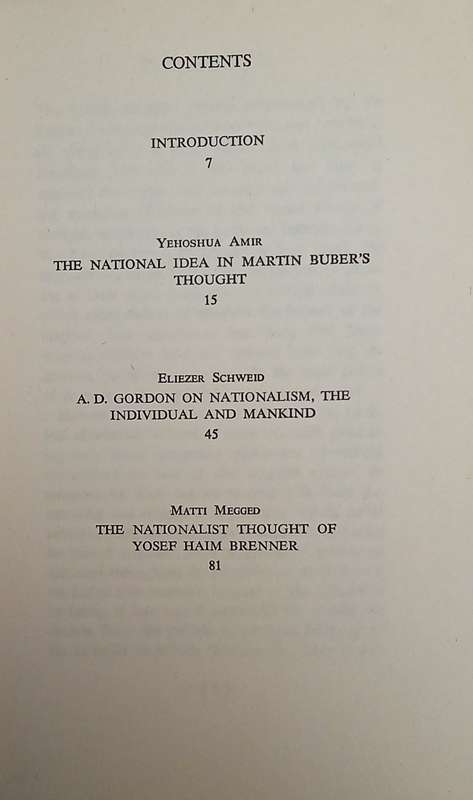 CONTENTS
INTRODUCTION
7
YEHOSHUA AMIR
THE NATIONAL IDEA IN MARTIN BUBER'S
THOUGHT
15
ELIEZER SCHWEID
A. D. GORDON ON NATIONALISM, THE
INDIVIDUAL AND MANKIND
45
MATTI MEGGED
THE NATIONALIST THOUGHT OF
YOSEF HAIM BRENNER
81